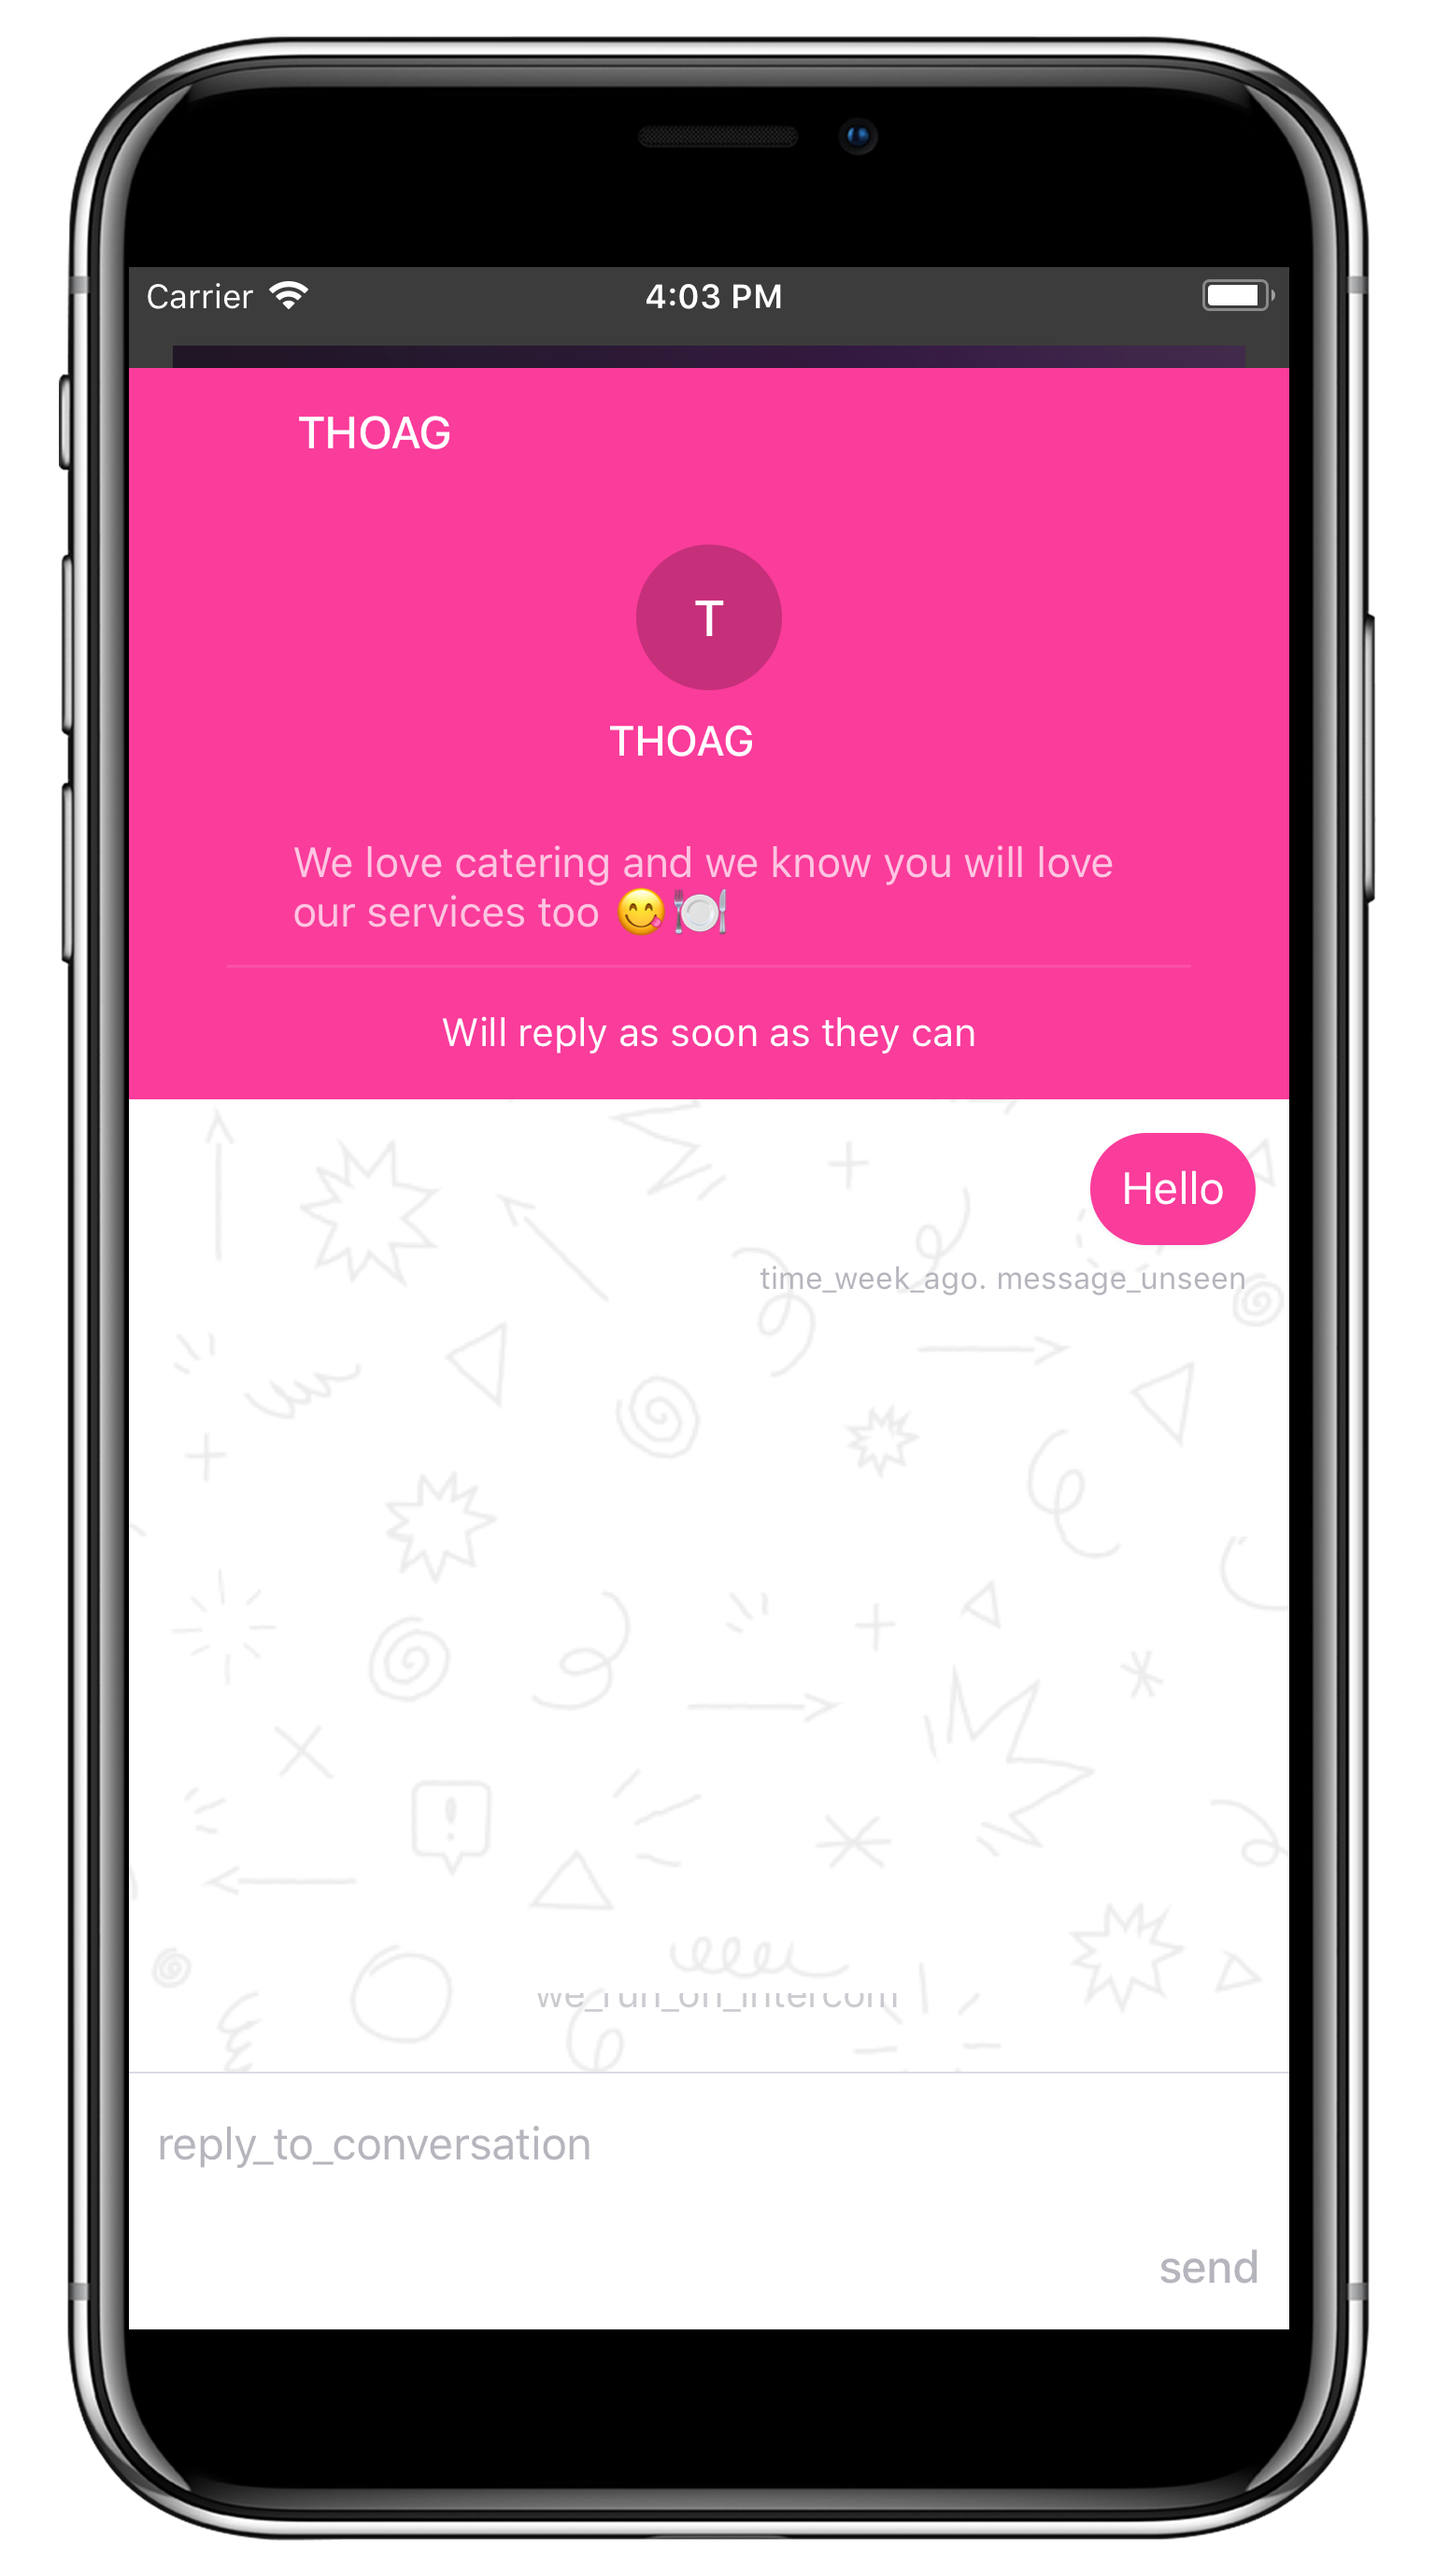 Carrier 4:03 PM
THOAG
T
THOAG
We love catering and we know you will love
our services too 😋🍽️
Will reply as soon as they can
Hello
time_week_ago. message_unseen
we_run_on_intercom
reply_to_conversation
send